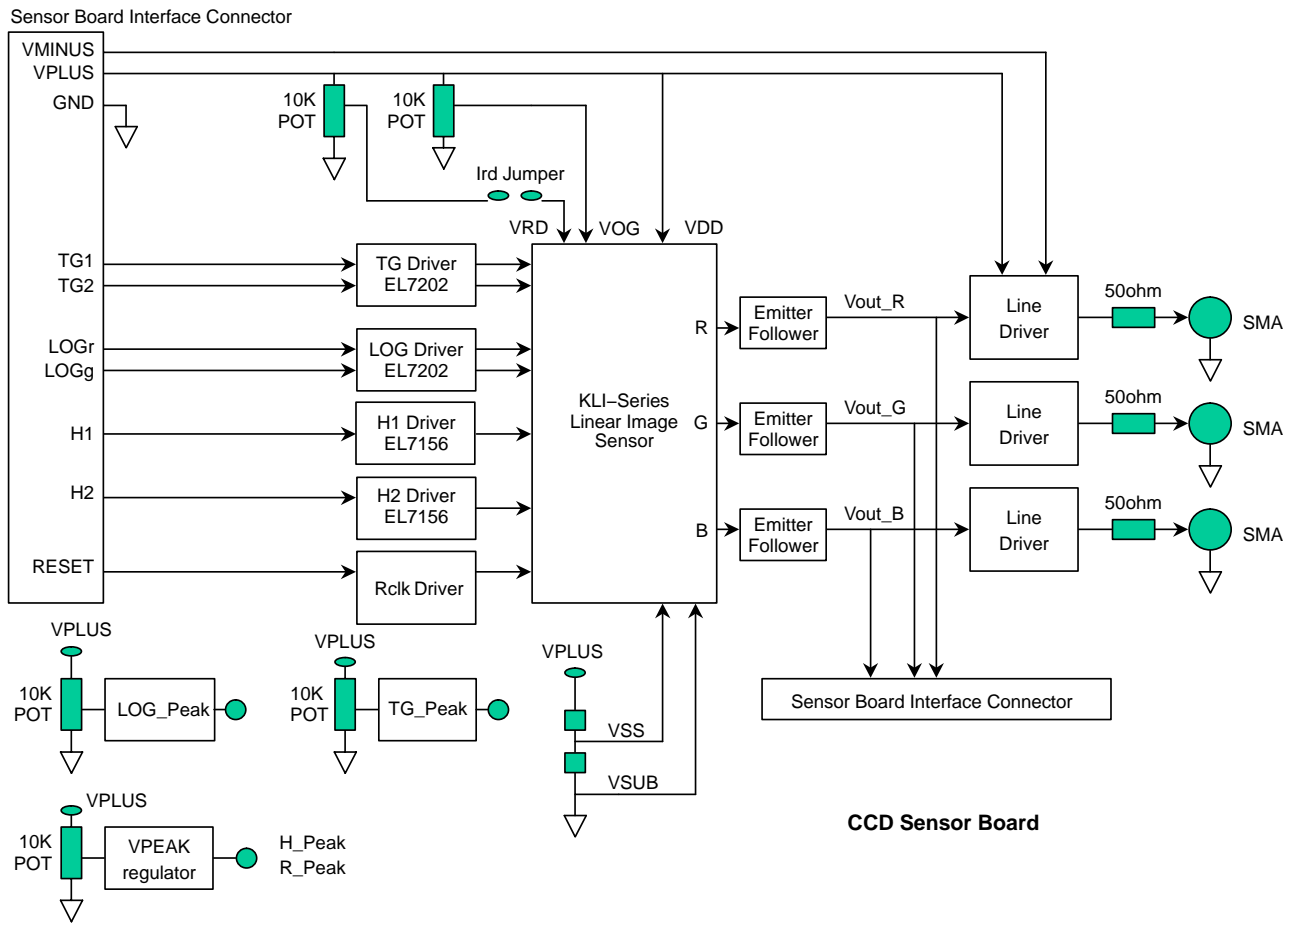 Sensor Board Interface Connector
VMINUS
VPLUS
GND
10K
POT
10K
POT
Ird Jumper
VRD
VOG
VDD
TG1
TG2
TG Driver
EL7202
LOGr
LOGg
LOG Driver
EL7202
H1
H1 Driver
EL7156
H2
H2 Driver
EL7156
RESET
Rclk Driver
KLI–Series
Linear Image
Sensor
R
G
B
Emitter
Follower
Vout_R
Line
Driver
50ohm
SMA
Emitter
Follower
Vout_G
Line
Driver
50ohm
SMA
Emitter
Follower
Vout_B
Line
Driver
50ohm
SMA
VPLUS
10K
POT
LOG_Peak
VPLUS
10K
POT
TG_Peak
VPLUS
VSS
VSUB
Sensor Board Interface Connector
VPLUS
10K
POT
VPEAK
regulator
H_Peak
R_Peak
CCD Sensor Board